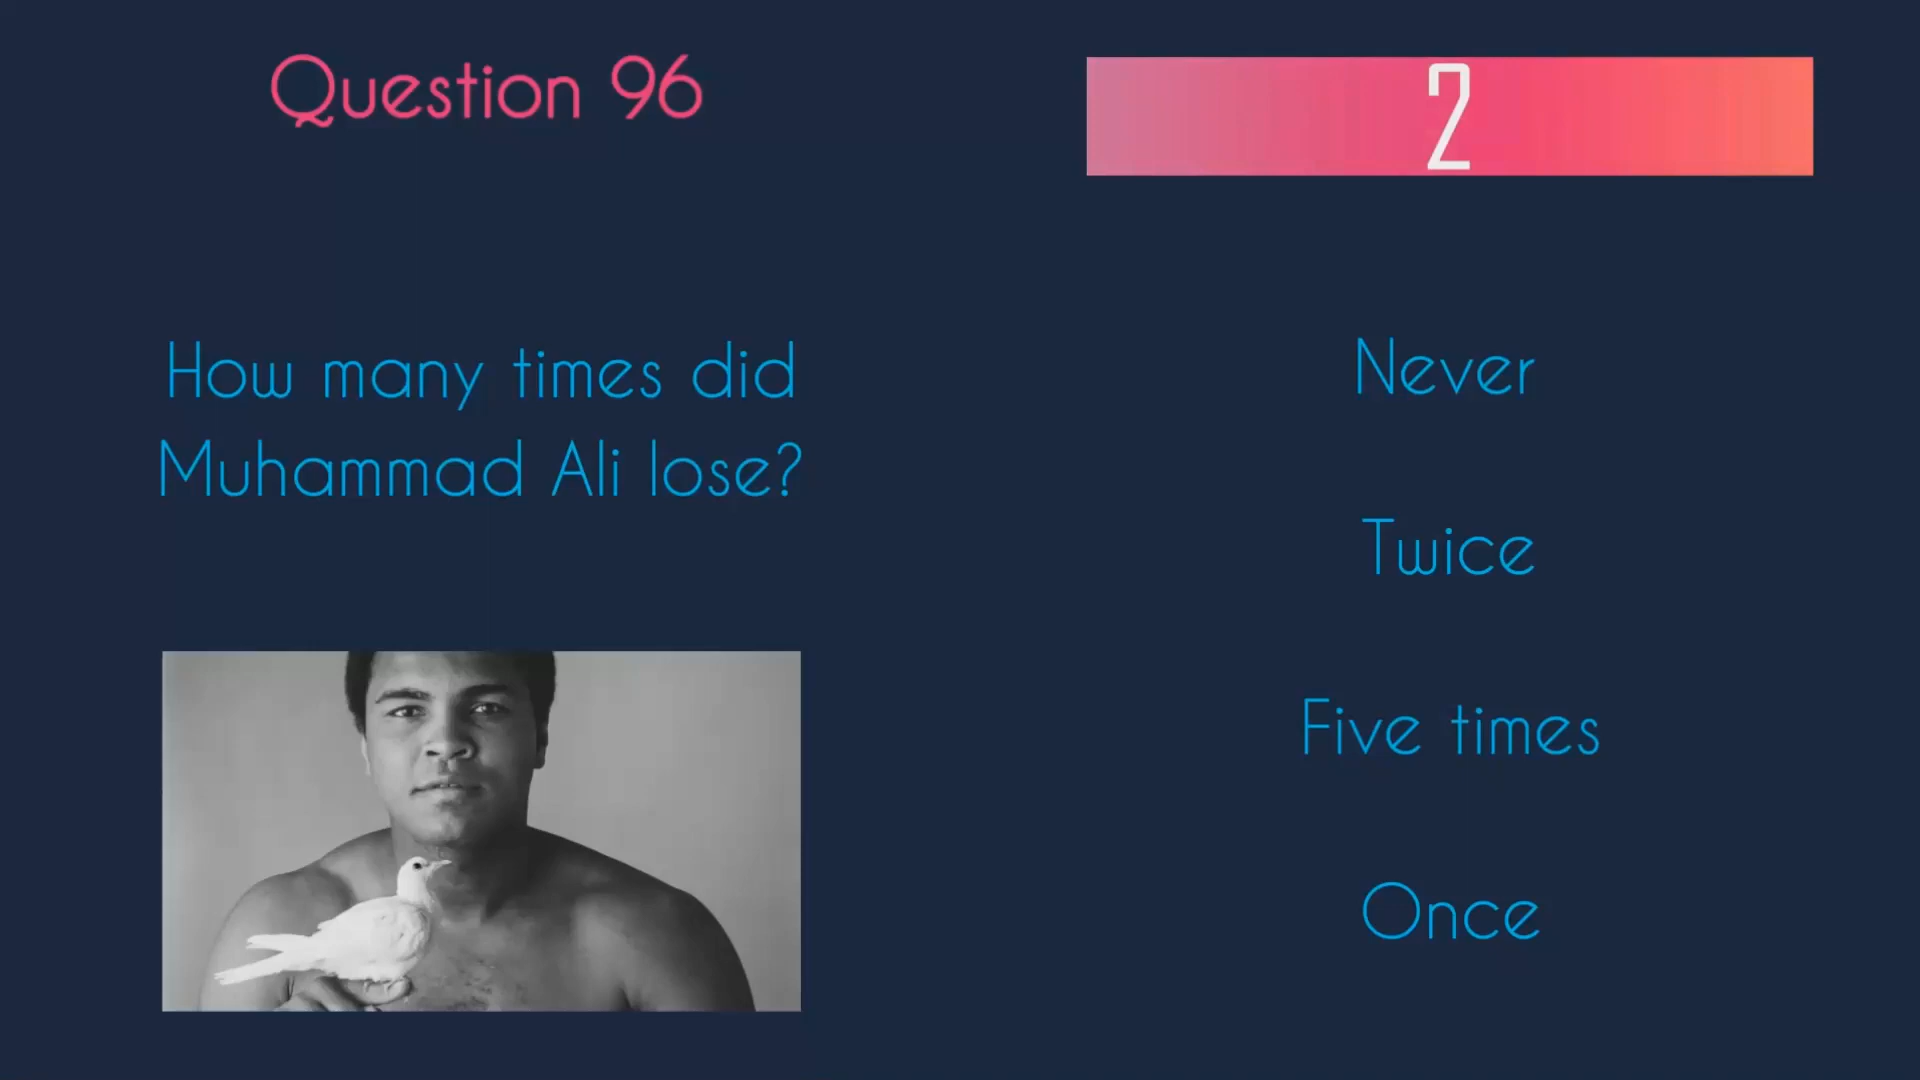 Question 96
2
How many times did
Muhammad Ali lose?
Never
Twice
Five times
Once